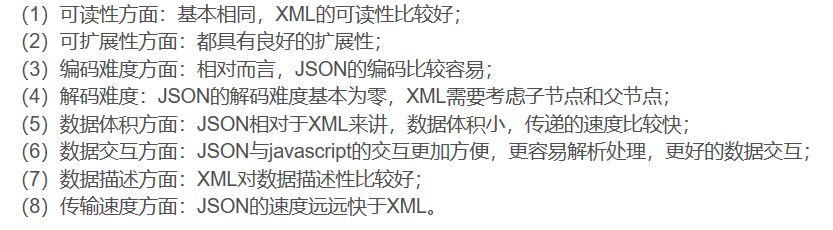 (1）可读性方面：基本相同，XML的可读性比较好；
(2）可扩展性方面：都具有良好的扩展性；
(3）编码难度方面：相对而言，JSON的编码比较容易；
(4）解码难度：JSON的解码难度基本为零，XML需要考虑子节点和父节点；
(5）数据体积方面：JSON相对于XML来讲，数据体积小，传递的速度比较快；
(6）数据交互方面：JSON与javascript的交互更加方便，更容易解析处理，更好的数据交互；
(7）数据描述方面：XML对数据描述性比较好；
(8）传输速度方面：JSON的速度远远快于XML。